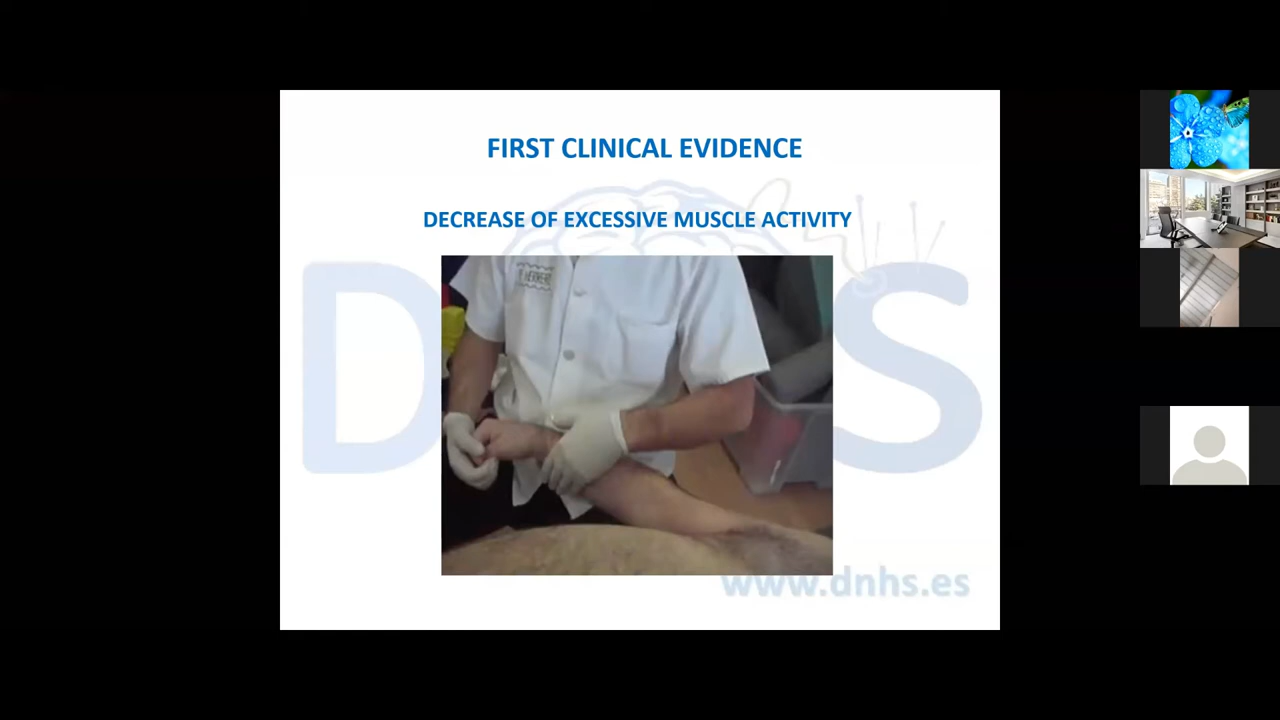 FIRST CLINICAL EVIDENCE
DECREASE OF EXCESSIVE MUSCLE ACTIVITY
www.dnhs.es